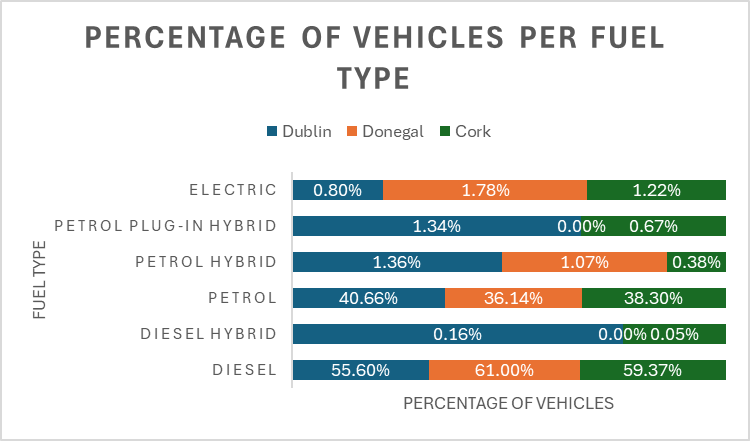 PERCENTAGE OF VEHICLES PER FUEL
TYPE
Dublin Donegal Cork
FUEL TYPE
ELECTRIC 0.80% 1.78% 1.22%
PETROL PLUG-IN HYBRID 1.34% 0.00% 0.67%
PETROL HYBRID 1.36% 1.07% 0.38%
PETROL 40.66% 36.14% 38.30%
DIESEL HYBRID 0.16% 0.00% 0.05%
DIESEL 55.60% 61.00% 59.37%
PERCENTAGE OF VEHICLES